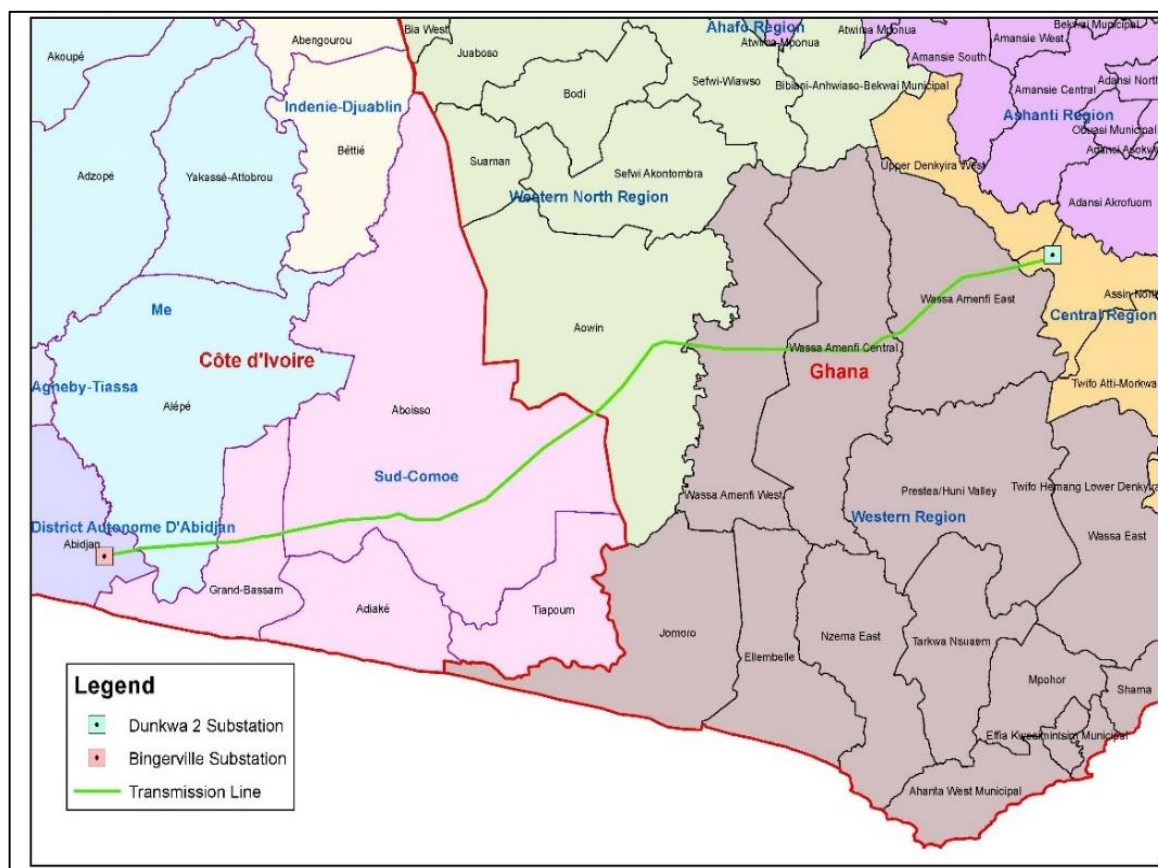 Akoupé
Abengourou
Bia West
Juaboso
Ahafo Region
Atwima Mponua
Atwima Mponua
Bekwai Municipal
Amansie West
Amansie South
Adansi North
Indenie-Djuablin
Bodi
Sefwi-Wiawso
Bibiani-Anhwiaso-Bekwai Municipal
Amansie Central
Ashanti Region
Obuasi Municipal
Béttié
Adzopé
Yakassé-Attobrou
Suaman
Sefwi Akontombra
Upper Denkyira West
Western North Region
Adansi Akrofuom
Me
Wassa Amenfi East
Central Region
Aowin
Côte d'Ivoire
Wassa Amenfi Central
Ghana
Agneby-Tiassa
Alépé
Aboisso
Twifo Atti-Morkwa
Sud-Comoe
Wassa Amenfi West
Prestea/Huni Valley
Twifo Hemang Lower Denkyira
Western Region
District Autonome D'Abidjan
Abidjan
Wassa East
Grand-Bassam
Adiaké
Tiapoum
Jomoro
Ellembelle
Nzema East
Tarkwa Nsuaem
Mpohor
Shama
Effia Kwesimintsim Municipal
Ahanta West Municipal
Legend
Dunkwa 2 Substation
Bingerville Substation
Transmission Line